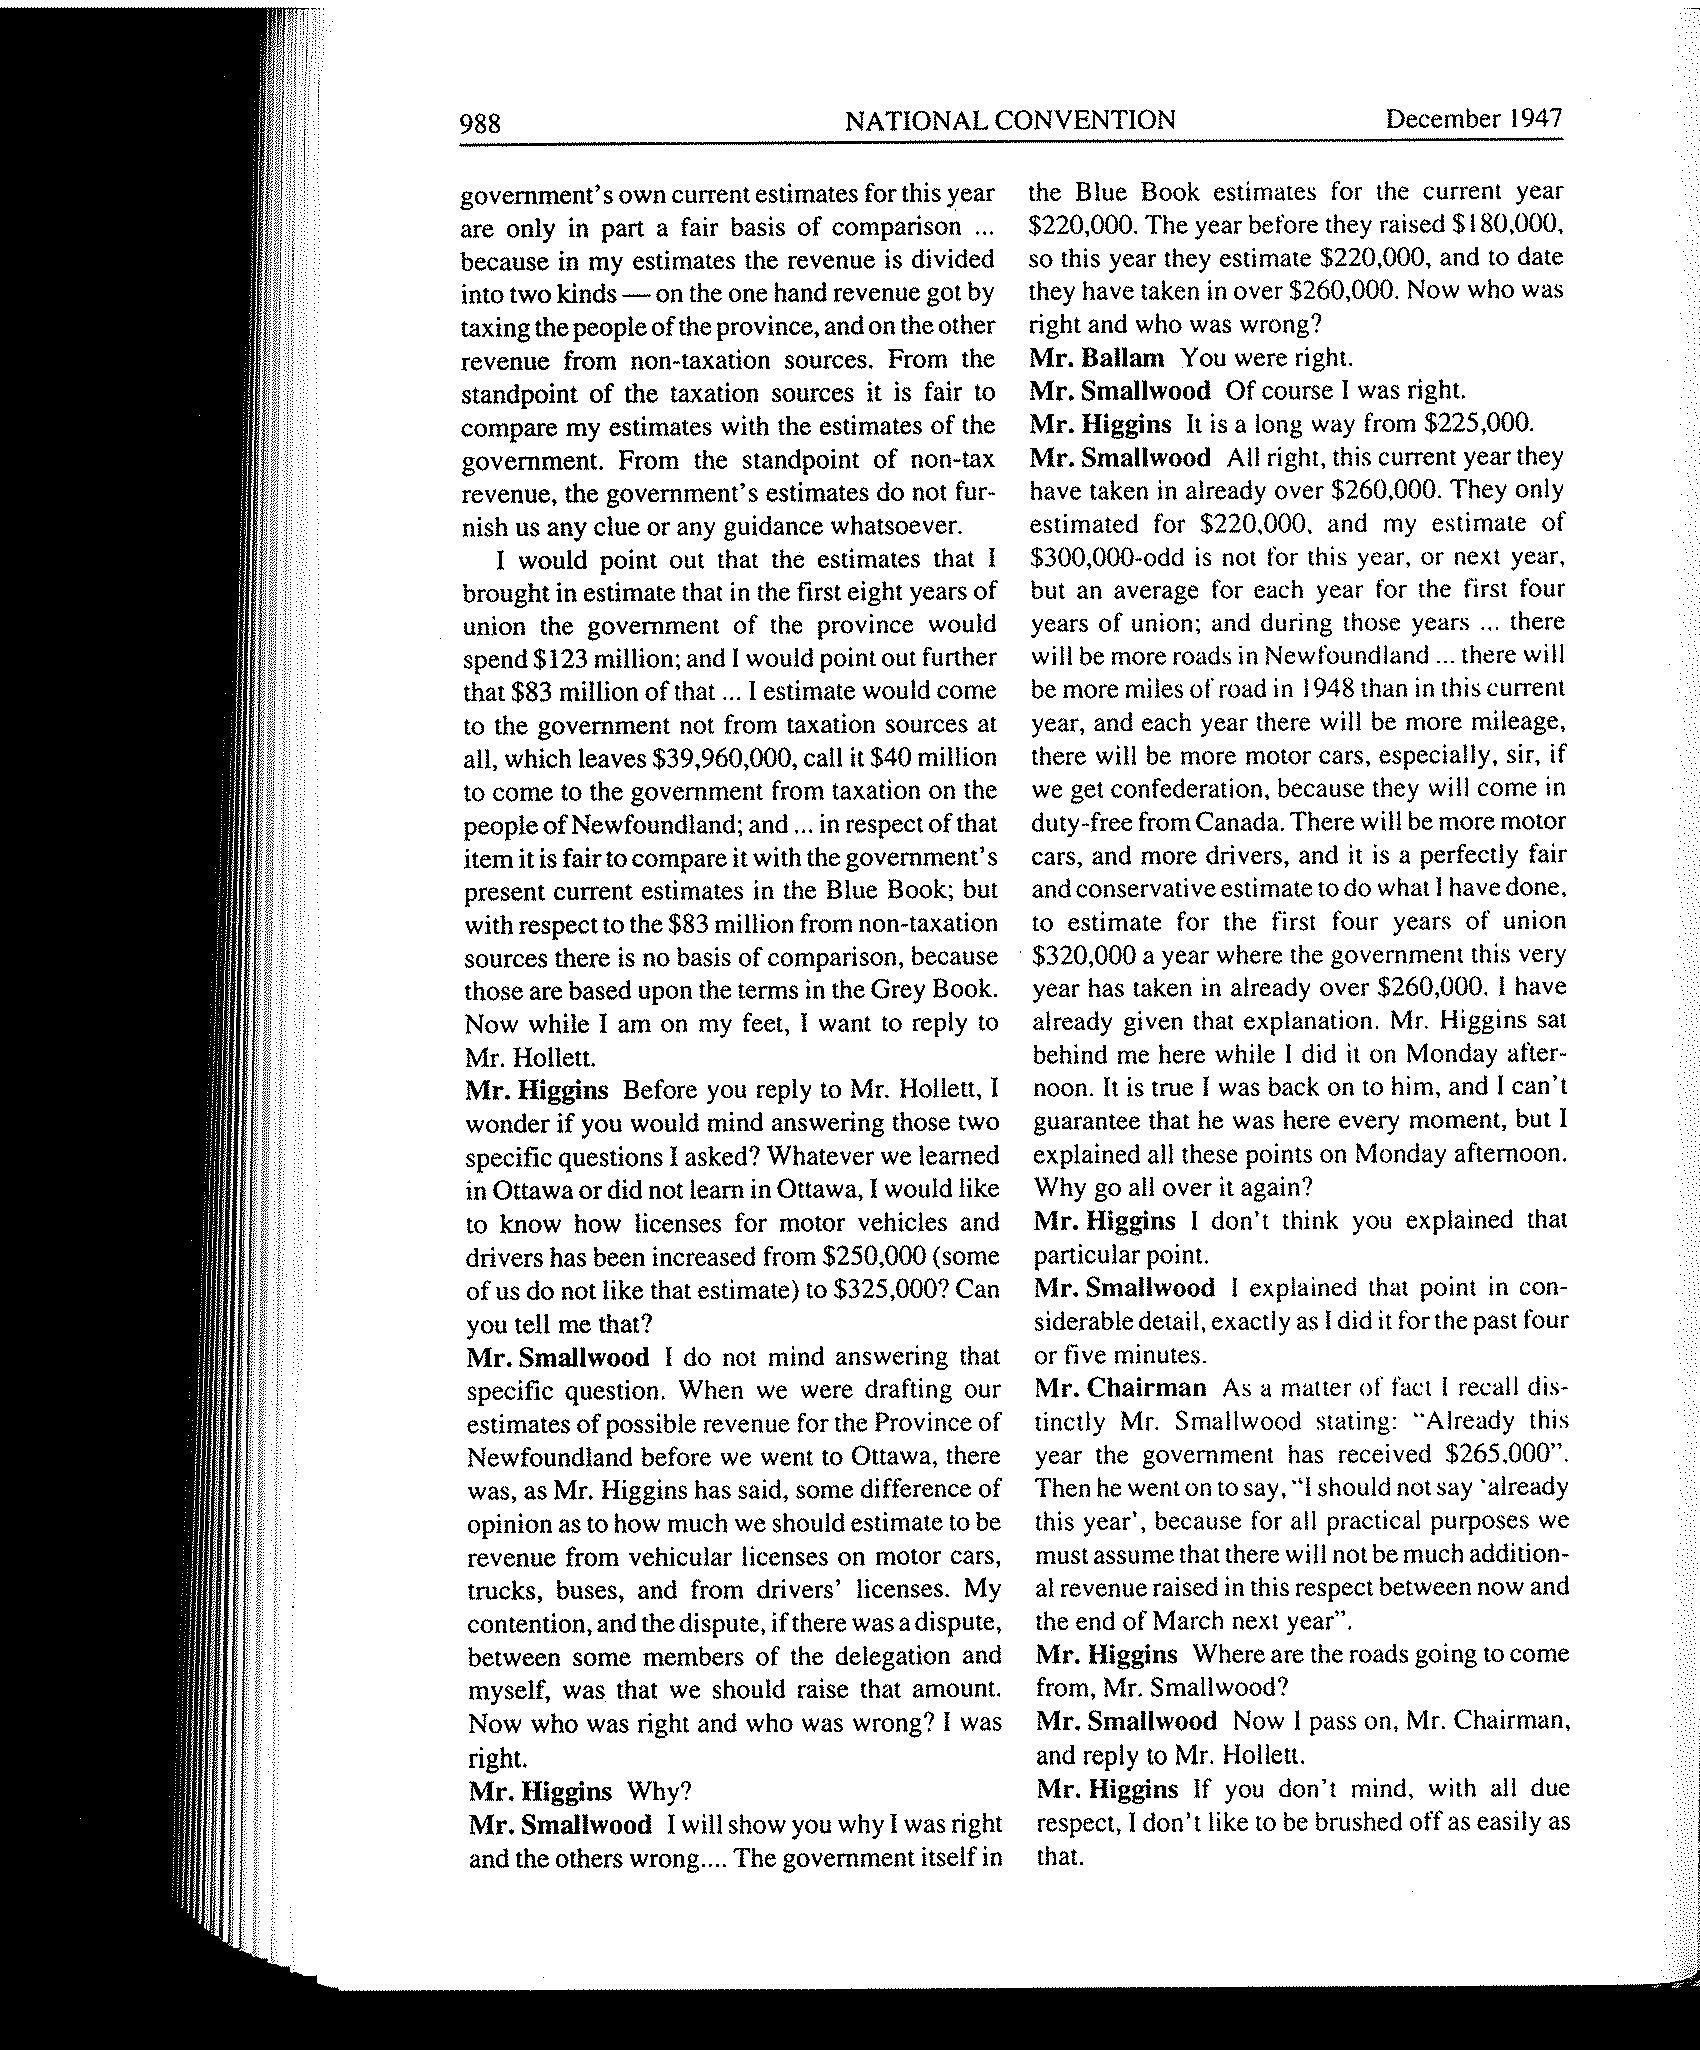 988
NATIONAL CONVENTION
December 1947
government's own current estimates for this year
are only in part a fair basis of comparison ...
because in my estimates the revenue is divided
into two kinds — on the one hand revenue got by
taxing the people of the province, and on the other
revenue from non-taxation sources. From the
standpoint of the taxation sources it is fair to
compare my estimates with the estimates of the
government. From the standpoint of non-tax
revenue, the government's estimates do not fur-
nish us any clue or any guidance whatsoever.
I would point out that the estimates that I
brought in estimate that in the first eight years of
union the government of the province would
spend $123 million; and I would point out further
that $83 million of that ... I estimate would come
to the government not from taxation sources at
all, which leaves $39,960,000, call it $40 million
to come to the government from taxation on the
people of Newfoundland; and ... in respect of that
item it is fair to compare it with the government's
present current estimates in the Blue Book; but
with respect to the $83 million from non-taxation
sources there is no basis of comparison, because
those are based upon the terms in the Grey Book.
Now while I am on my feet, I want to reply to
Mr. Hollett.
Mr. Higgins Before you reply to Mr. Hollett, I
wonder if you would mind answering those two
specific questions I asked? Whatever we learned
in Ottawa or did not learn in Ottawa, I would like
to know how licenses for motor vehicles and
drivers has been increased from $250,000 (some
of us do not like that estimate) to $325,000? Can
you tell me that?
Mr. Smallwood I do not mind answering that
specific question. When we were drafting our
estimates of possible revenue for the Province of
Newfoundland before we went to Ottawa, there
was, as Mr. Higgins has said, some difference of
opinion as to how much we should estimate to be
revenue from vehicular licenses on motor cars,
trucks, buses, and from drivers' licenses. My
contention, and the dispute, if there was a dispute,
between some members of the delegation and
myself, was that we should raise that amount.
Now who was right and who was wrong? I was
right.
Mr. Higgins Why?
Mr. Smallwood I will show you why I was right
and the others wrong.... The government itself in
the Blue Book estimates for the current year
$220,000. The year before they raised $180,000,
so this year they estimate $220,000, and to date
they have taken in over $260,000. Now who was
right and who was wrong?
Mr. Ballam You were right.
Mr. Smallwood Of course I was right.
Mr. Higgins It is a long way from $225,000.
Mr. Smallwood All right, this current year they
have taken in already over $260,000. They only
estimated for $220,000, and my estimate of
$300,000-odd is not for this year, or next year,
but an average for each year for the first four
years of union; and during those years ... there
will be more roads in Newfoundland ... there will
be more miles of road in 1948 than in this current
year, and each year there will be more mileage,
there will be more motor cars, especially, sir, if
we get confederation, because they will come in
duty-free from Canada. There will be more motor
cars, and more drivers, and it is a perfectly fair
and conservative estimate to do what I have done,
to estimate for the first four years of union
$320,000 a year where the government this very
year has taken in already over $260,000. I have
already given that explanation. Mr. Higgins sat
behind me here while I did it on Monday after-
noon. It is true I was back on to him, and I can't
guarantee that he was here every moment, but I
explained all these points on Monday afternoon.
Why go all over it again?
Mr. Higgins I don't think you explained that
particular point.
Mr. Smallwood I explained that point in con-
siderable detail, exactly as I did it for the past four
or five minutes.
Mr. Chairman As a matter of fact I recall dis-
tinctly Mr. Smallwood stating: "Already this
year the government has received $265,000".
Then he went on to say, "I should not say 'already
this year', because for all practical purposes we
must assume that there will not be much addition-
al revenue raised in this respect between now and
the end of March next year".
Mr. Higgins Where are the roads going to come
from, Mr. Smallwood?
Mr. Smallwood Now I pass on, Mr. Chairman,
and reply to Mr. Hollett.
Mr. Higgins If you don't mind, with all due
respect, I don't like to be brushed off as easily as
that.